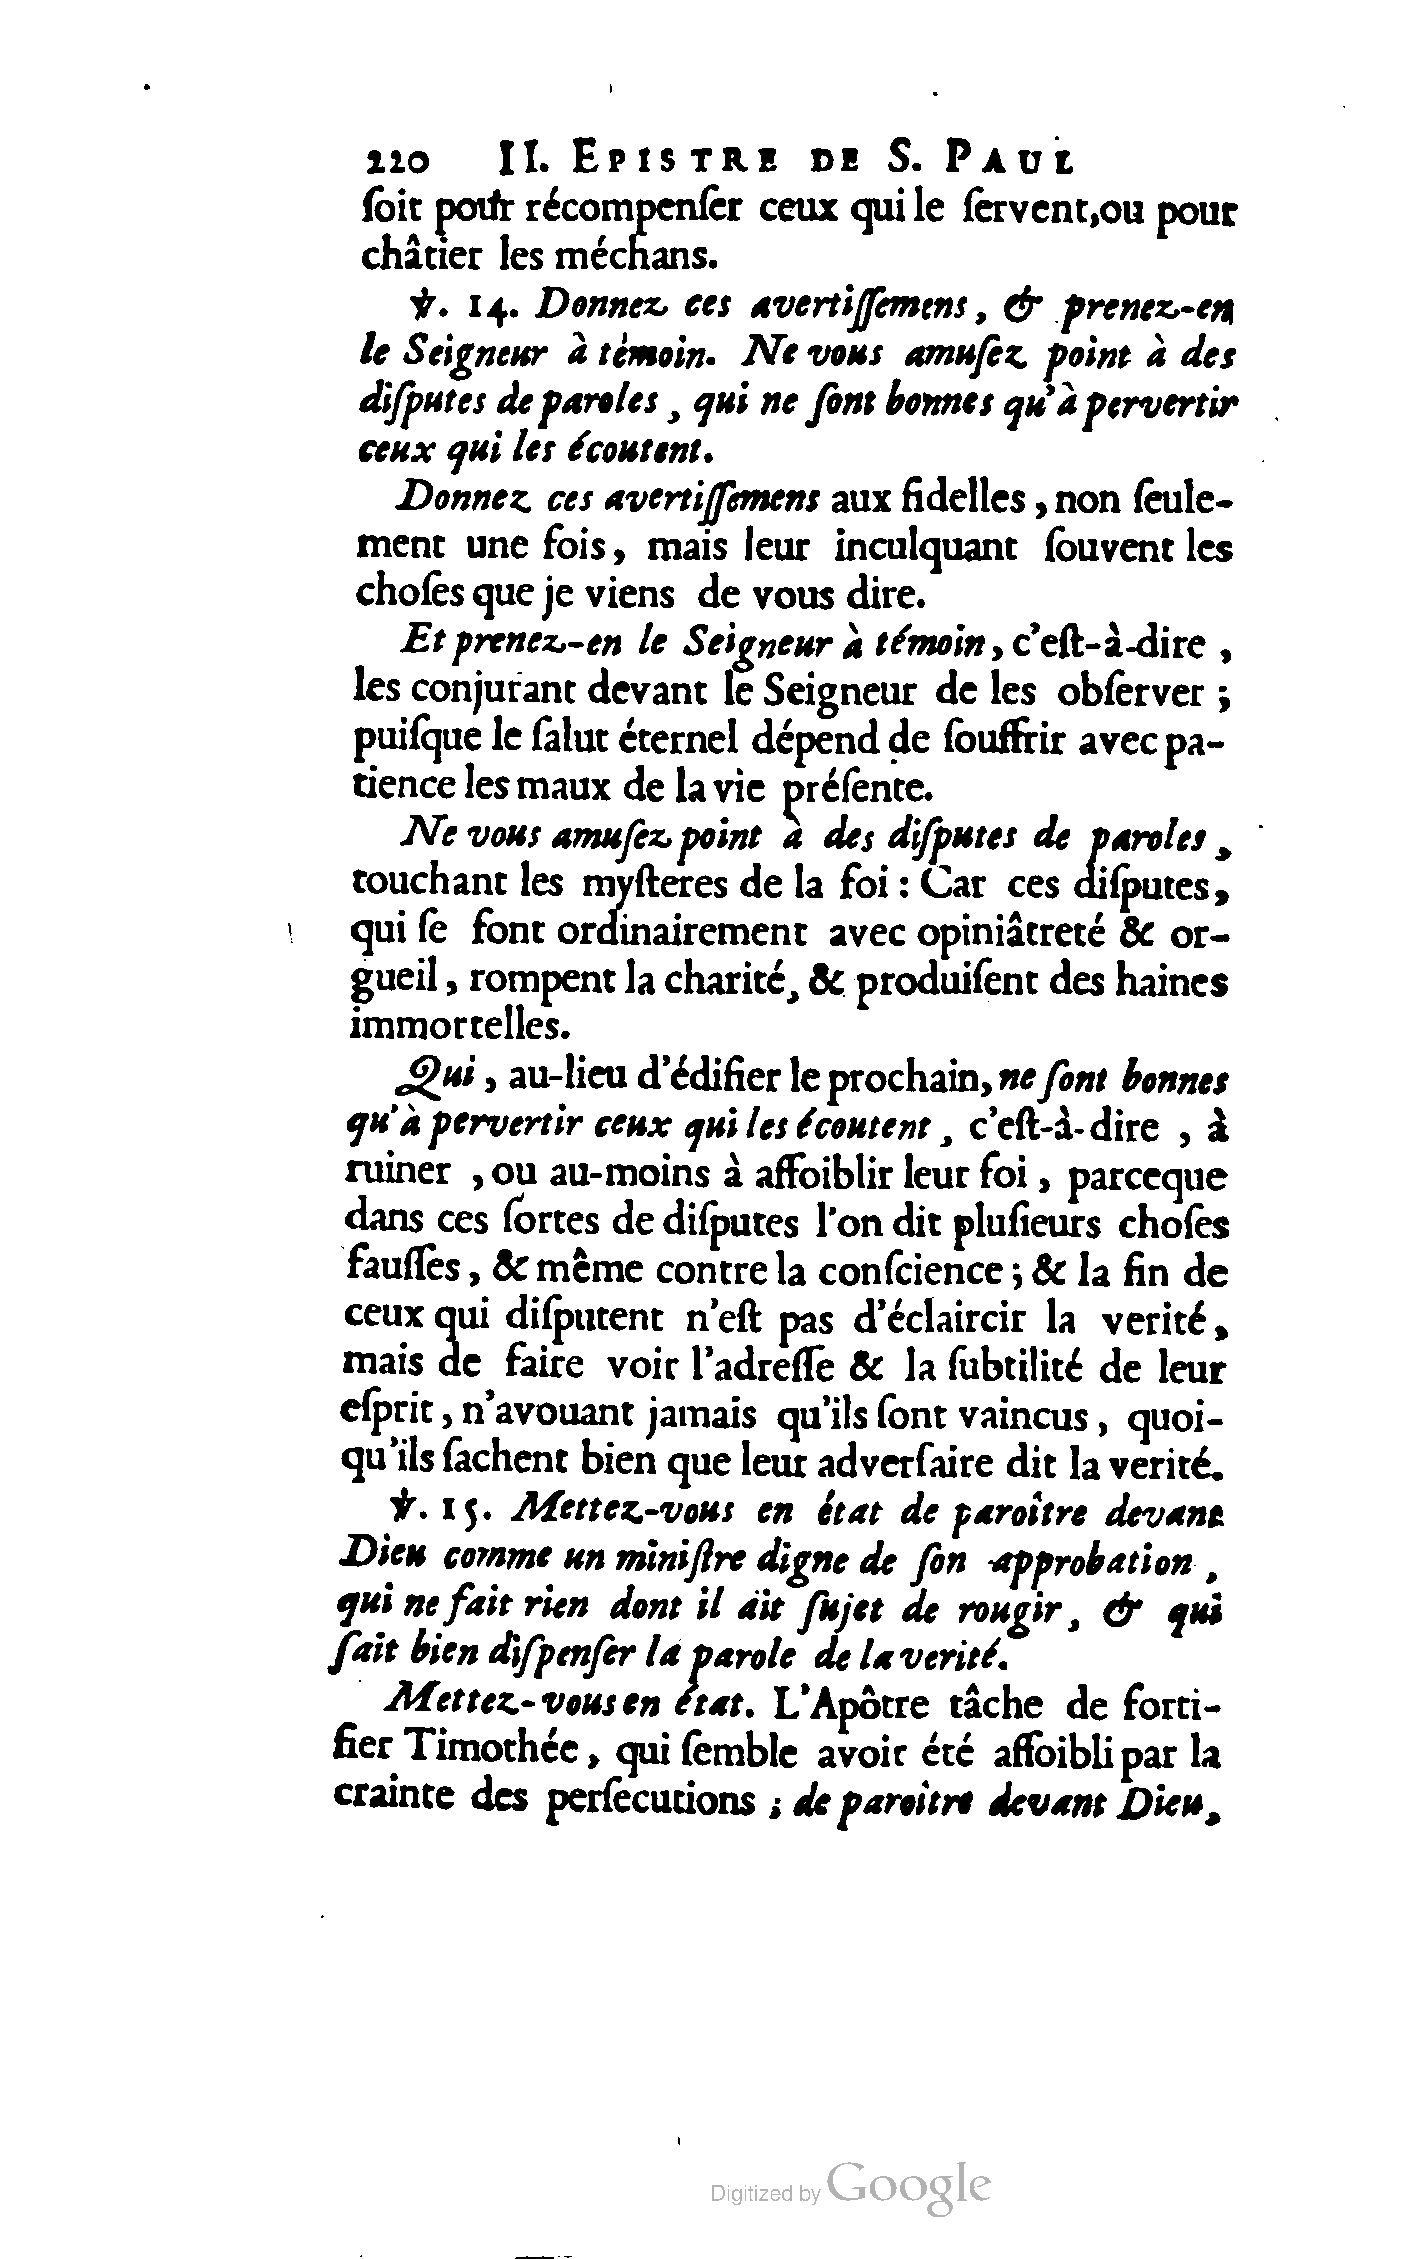 220 II. EPISTRE DE S. PAUL
ſoit pour récompenſer ceux qui le ſervent, ou pour
châtier les méchans.
℣. 14. Donnez ces avertiſſemens, & prenez-en
le Seigneur à témoin. Ne vous amuſez point à des
diſputes de paroles, qui ne ſont bonnes qu'à pervertir
ceux qui les écoutent.
Donnez ces avertiſſemens aux fidelles, non ſeule-
ment une fois, mais leur inculquant ſouvent les
choſes que je viens de vous dire.
Et prenez-en le Seigneur à témoin, c'eſt-à-dire,
les conjurant devant le Seigneur de les obſerver;
puiſque le ſalut éternel dépend de ſouffrir avec pa-
tience les maux de la vie préſente.
Ne vous amuſez point à des diſputes de paroles,
touchant les myſteres de la foi: Car ces diſputes,
qui ſe font ordinairement avec opiniâtreté & or-
gueil, rompent la charité, & produiſent des haines
immortelles.
Qui, au-lieu d'édifier le prochain, ne ſont bonnes
qu'à pervertir ceux qui les écoutent, c'eſt-à-dire, à
ruiner, ou au-moins à affoiblir leur foi, parceque
dans ces ſortes de diſputes l'on dit pluſieurs choſes
fauſſes, & même contre la conſcience; & la fin de
ceux qui diſputent n'eſt pas d'éclaircir la verité,
mais de faire voir l'adreſſe & la ſubtilité de leur
eſprit, n'avouant jamais qu'ils ſont vaincus, quoi-
qu'ils ſachent bien que leur adverſaire dit la verité.
℣. 15. Mettez-vous en état de paroître devant
Dieu comme un miniſtre digne de ſon approbation,
qui ne fait rien dont il ait ſujet de rougir, & qui
ſait bien diſpenſer la parole de la verité.
Mettez-vous en état. L'Apôtre tâche de forti-
fier Timothée, qui ſemble avoir été affoibli par la
crainte des perſecutions; de paroître devant Dieu,
Digitized by Google